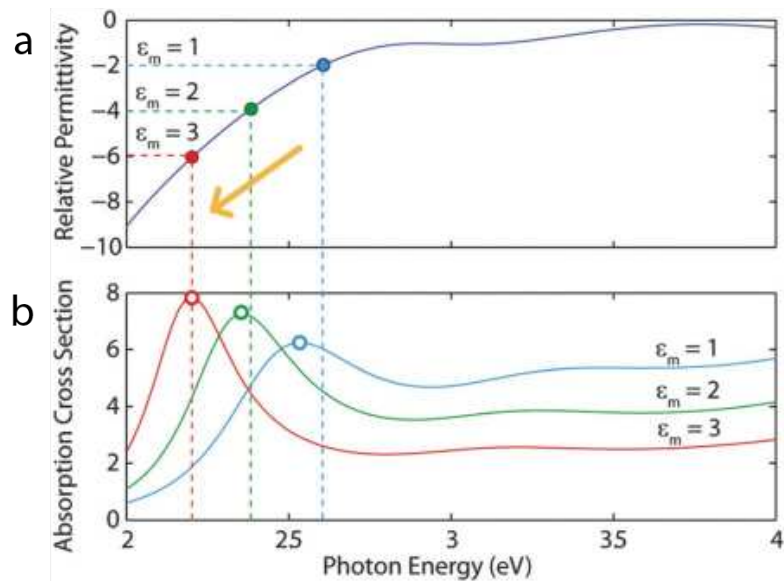 a
Relative Permittivity
0
−2
−4
−6
−8
−10
εm = 1
εm = 2
εm = 3
b
Absorption Cross Section
8
6
4
2
0
εm = 1
εm = 2
εm = 3
2 25 3 35 4
Photon Energy (eV)